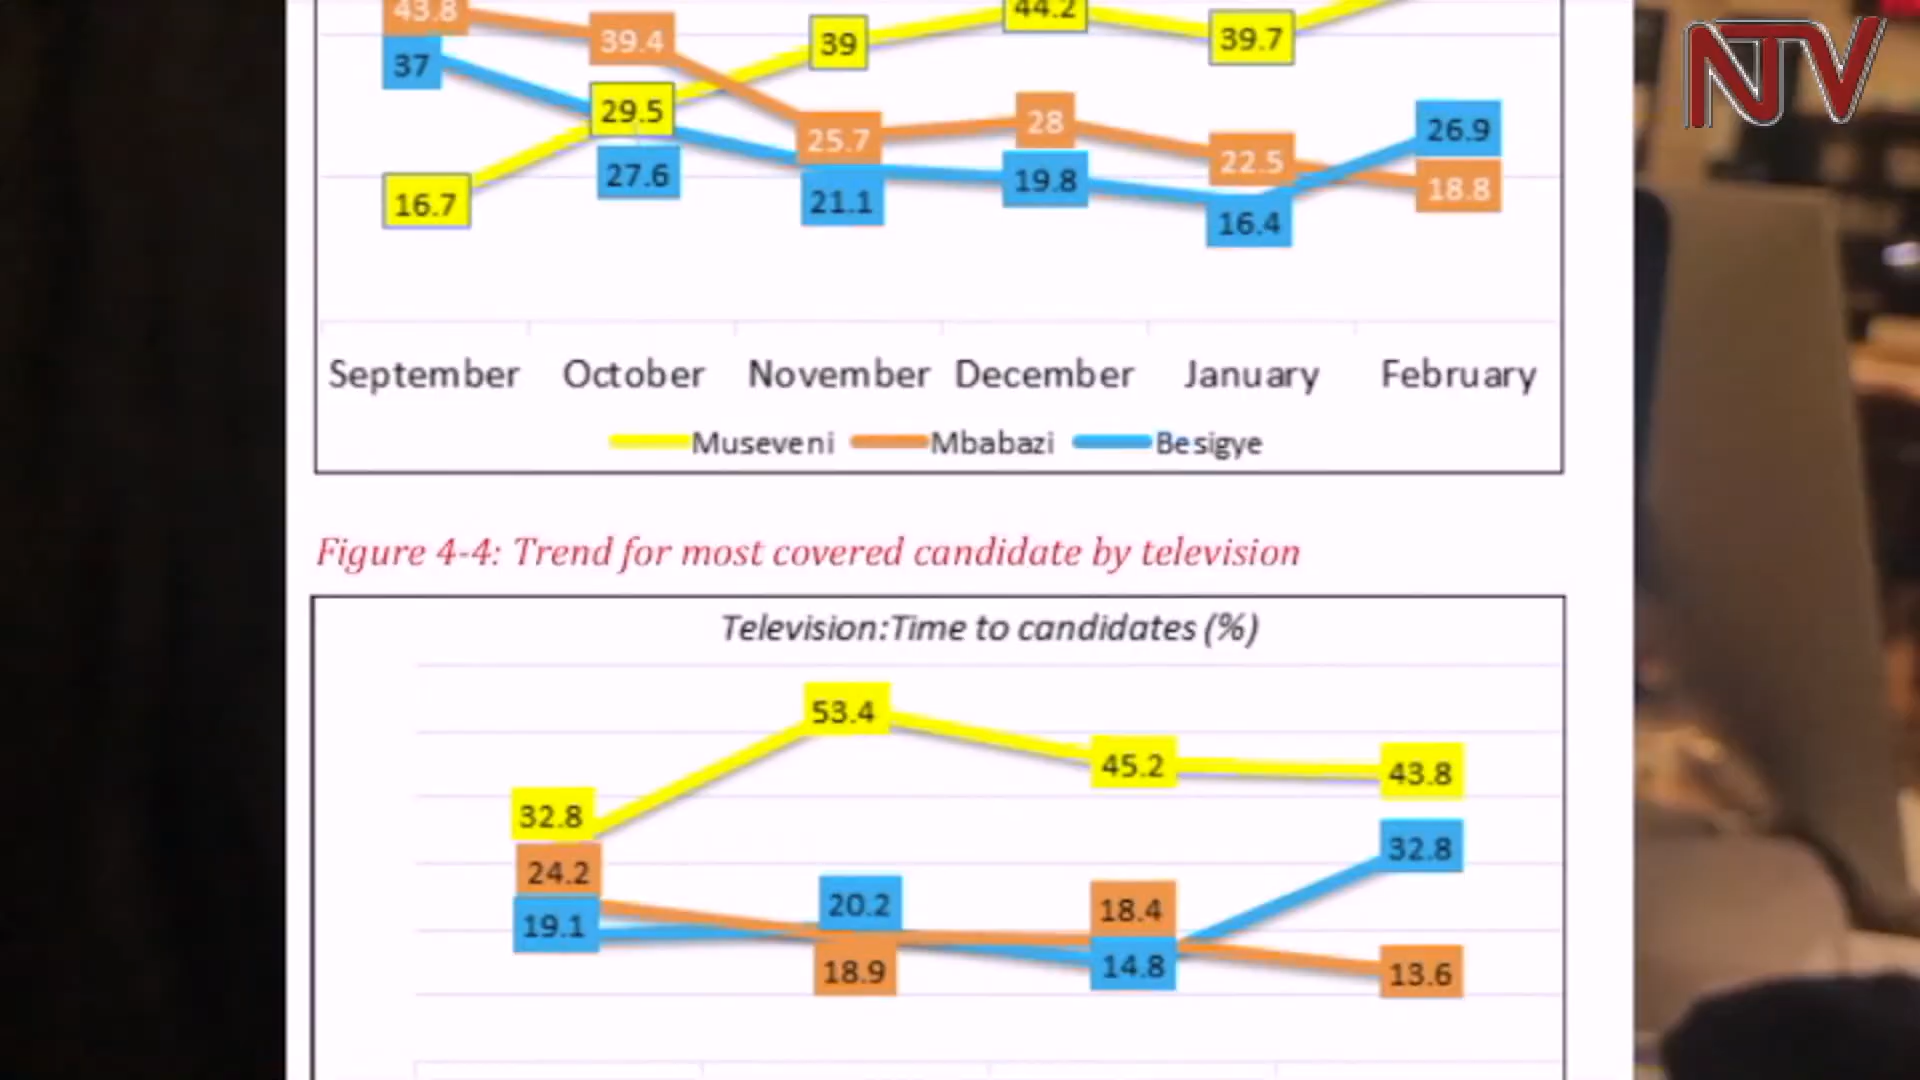 NTV
43.8 39.4 39 44.2 39.7
37 29.5 25.7 28 22.5 26.9
16.7 27.6 21.1 19.8 16.4 18.8
September October November December January February
Museveni Mbabazi Besigye
Figure 4-4: Trend for most covered candidate by television
Television:Time to candidates (%)
53.4
32.8 45.2 43.8
24.2 20.2 18.4 32.8
19.1 18.9 14.8 13.6